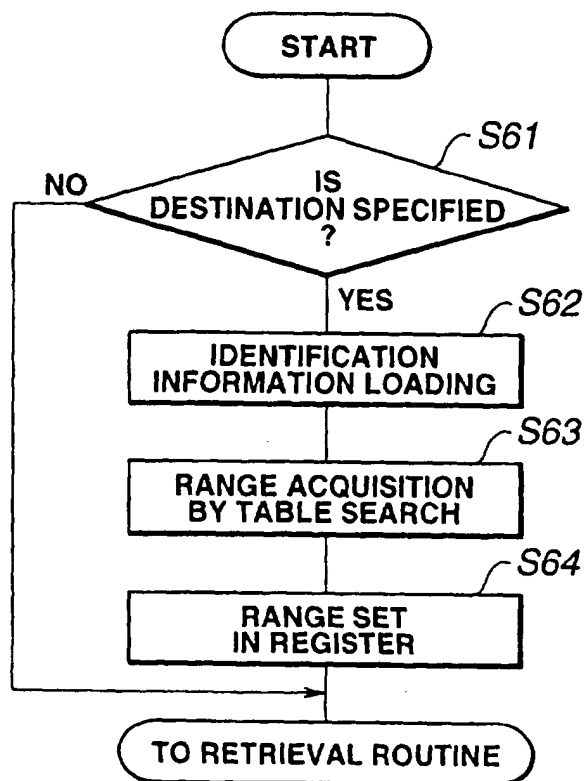 START
S61
NO
IS
DESTINATION SPECIFIED
?
YES
S62
IDENTIFICATION
INFORMATION LOADING
S63
RANGE ACQUISITION
BY TABLE SEARCH
S64
RANGE SET
IN REGISTER
TO RETRIEVAL ROUTINE